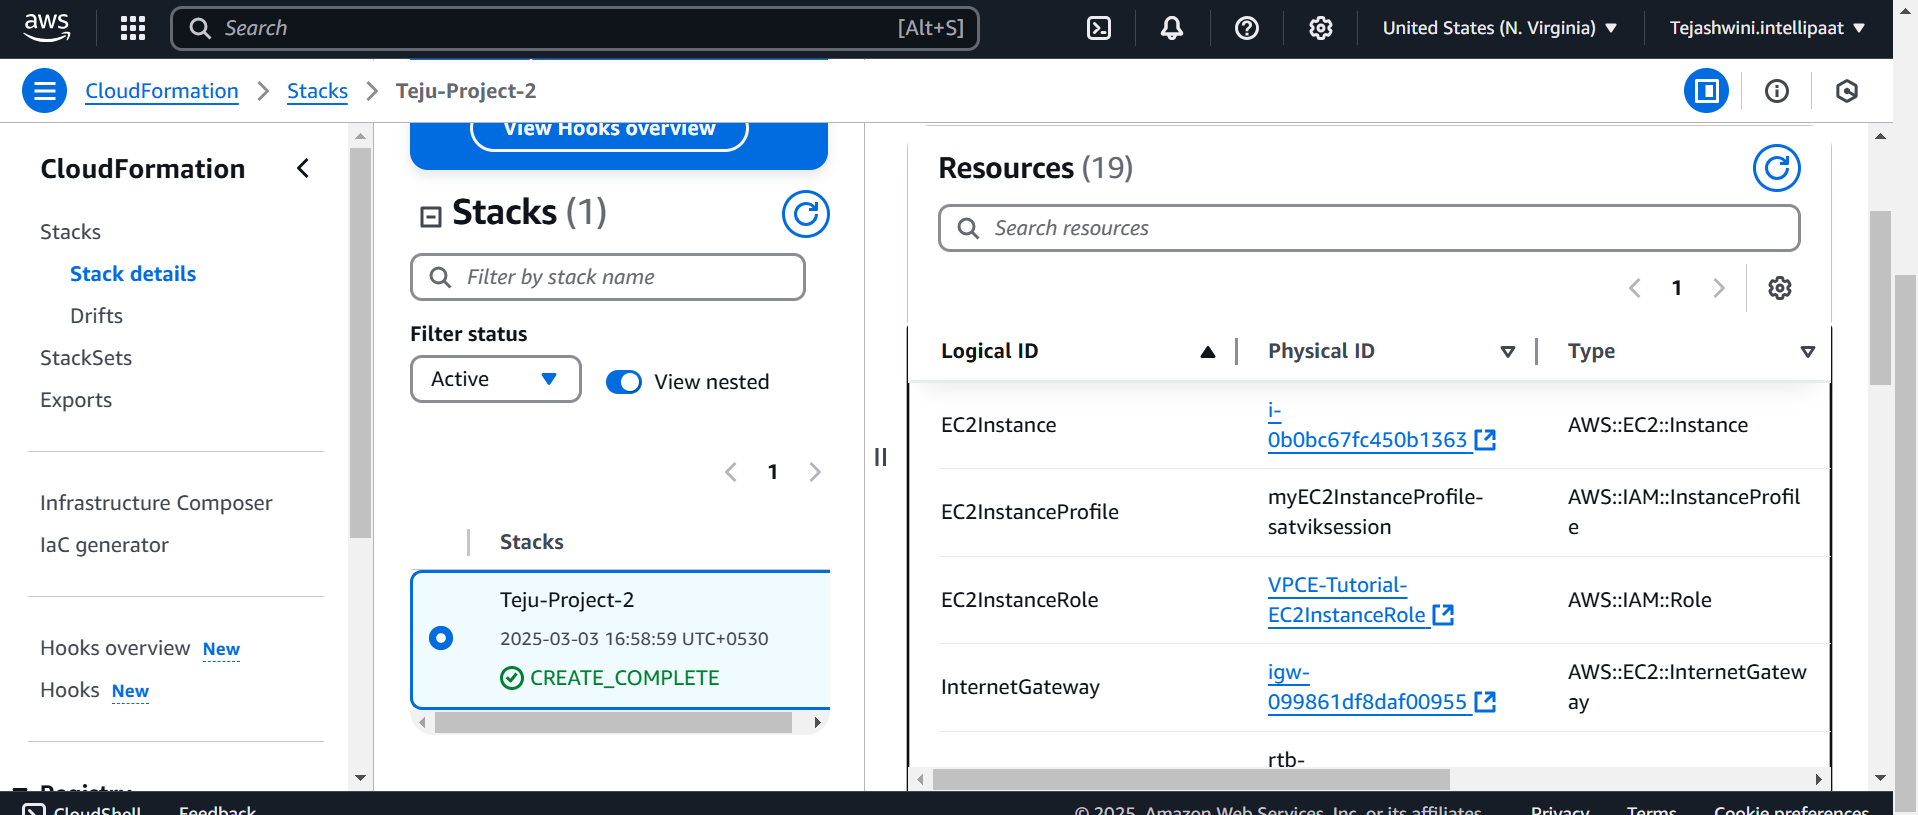 aws
Search
[Alt+S]
United States (N. Virginia)
Tejashwini.intellipaat
CloudFormation
Stacks
Teju-Project-2
CloudFormation
Stacks
Stack details
Drifts
StackSets
Exports
Infrastructure Composer
IaC generator
Hooks overview New
Hooks New
Registry
View Hooks overview
Stacks (1)
Filter by stack name
Filter status
Active
View nested
1
Stacks
Teju-Project-2
2025-03-03 16:58:59 UTC+0530
CREATE_COMPLETE
Resources (19)
Search resources
1
Logical ID
Physical ID
Type
EC2Instance
i-
0b0bc67fc450b1363
AWS::EC2::Instance
EC2InstanceProfile
myEC2InstanceProfile-
satviksession
AWS::IAM::InstanceProfil
e
EC2InstanceRole
VPCE-Tutorial-
EC2InstanceRole
AWS::IAM::Role
InternetGateway
igw-
099861df8daf00955
AWS::EC2::InternetGatew
ay
rtb-
CloudShell
Feedback
© 2025, Amazon Web Services, Inc. or its affiliates.
Privacy
Terms
Cookie preferences